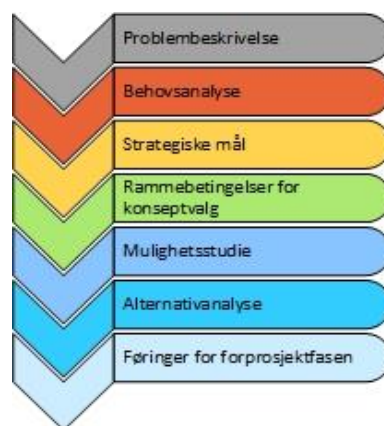 Problembeskrivelse
Behovsanalyse
Strategiske mål
Rammebetingelser for
konseptvalg
Mulighetsstudie
Alternativanalyse
Føringer for forprosjektfasen